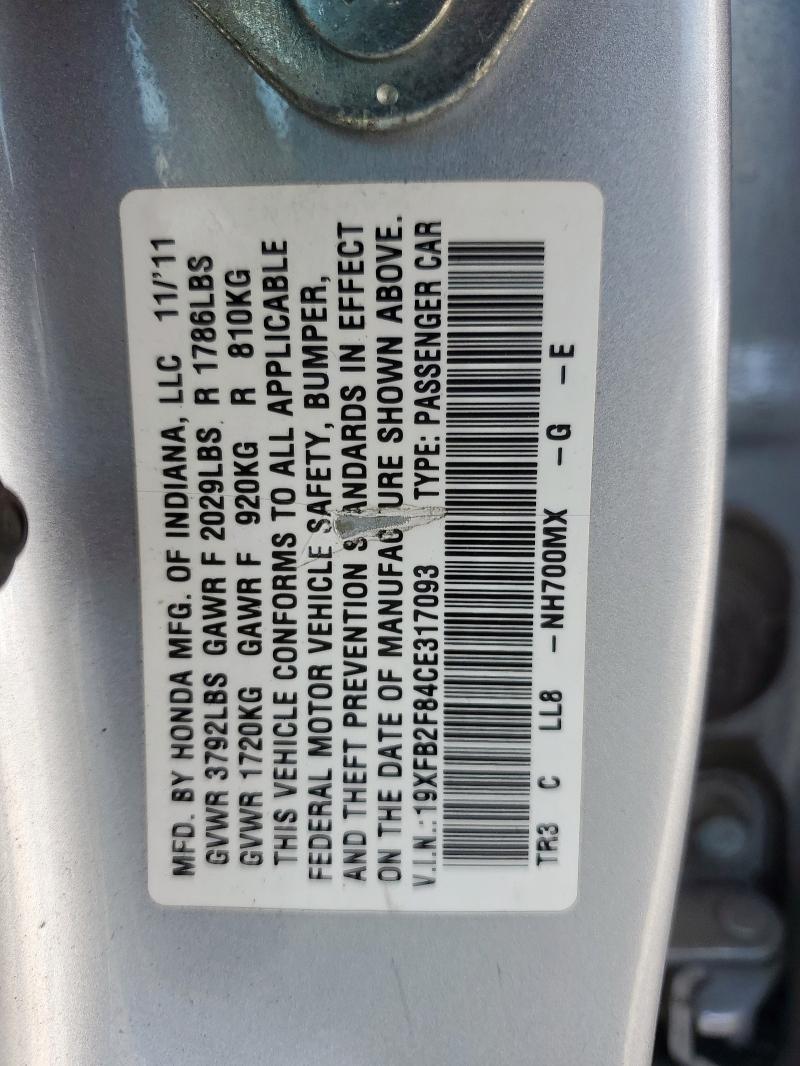 MFD. BY HONDA MFG. OF INDIANA, LLC 11/'11
GVWR 3792LBS GAWR F 2029LBS R 1786LBS
GVWR 1720KG GAWR F 920KG R 810KG
THIS VEHICLE CONFORMS TO ALL APPLICABLE
FEDERAL MOTOR VEHICLE SAFETY, BUMPER,
AND THEFT PREVENTION STANDARDS IN EFFECT
ON THE DATE OF MANUFACTURE SHOWN ABOVE.
V.I.N.: 19XFB2F84CE317093 TYPE: PASSENGER CAR
TR3 C LL8 -NH700MX -G -E